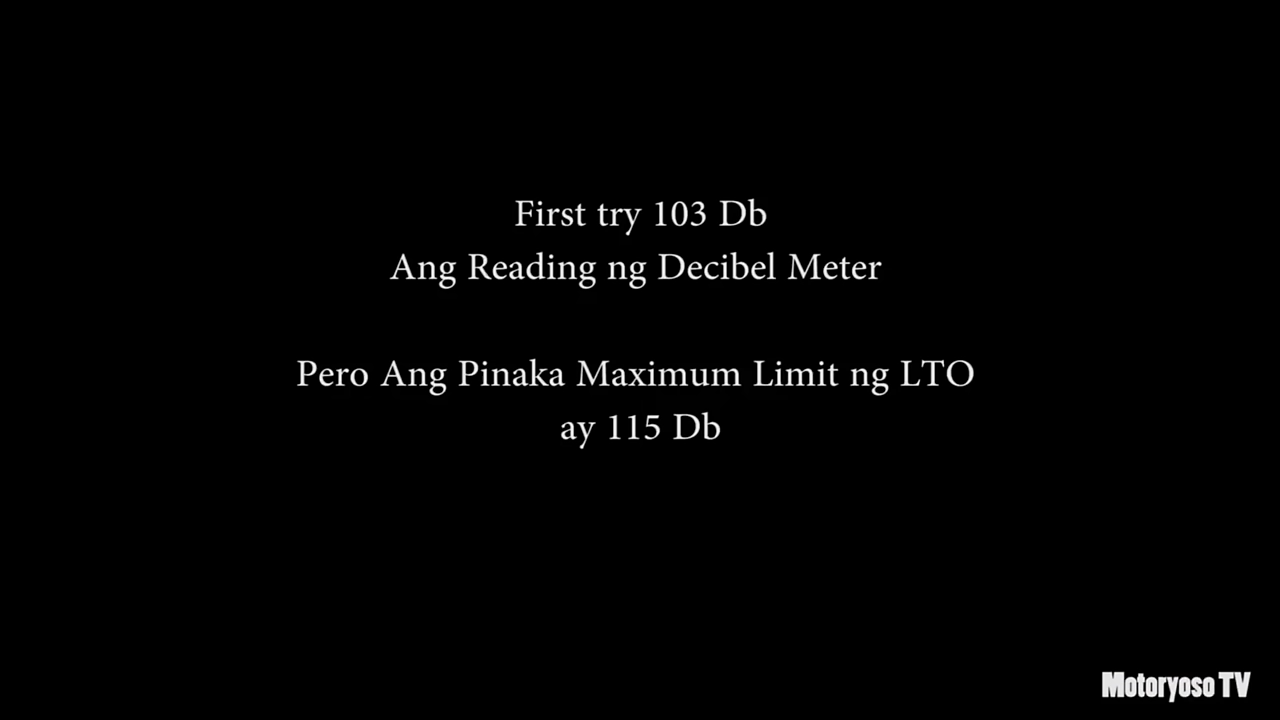 First try 103 Db
Ang Reading ng Decibel Meter
Pero Ang Pinaka Maximum Limit ng LTO
ay 115 Db
Motoryoso TV